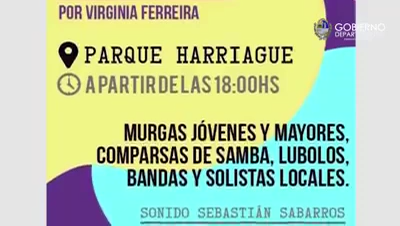 POR VIRGINIA FERREIRA
GOBIERNO
PARQUE HARRIAGUE
A PARTIR DE LAS 18:00HS
MURGAS JÓVENES Y MAYORES,
COMPARSAS DE SAMBA, LUBOLOS,
BANDAS Y SOLISTAS LOCALES.
SONIDO SEBASTIÁN SABARROS